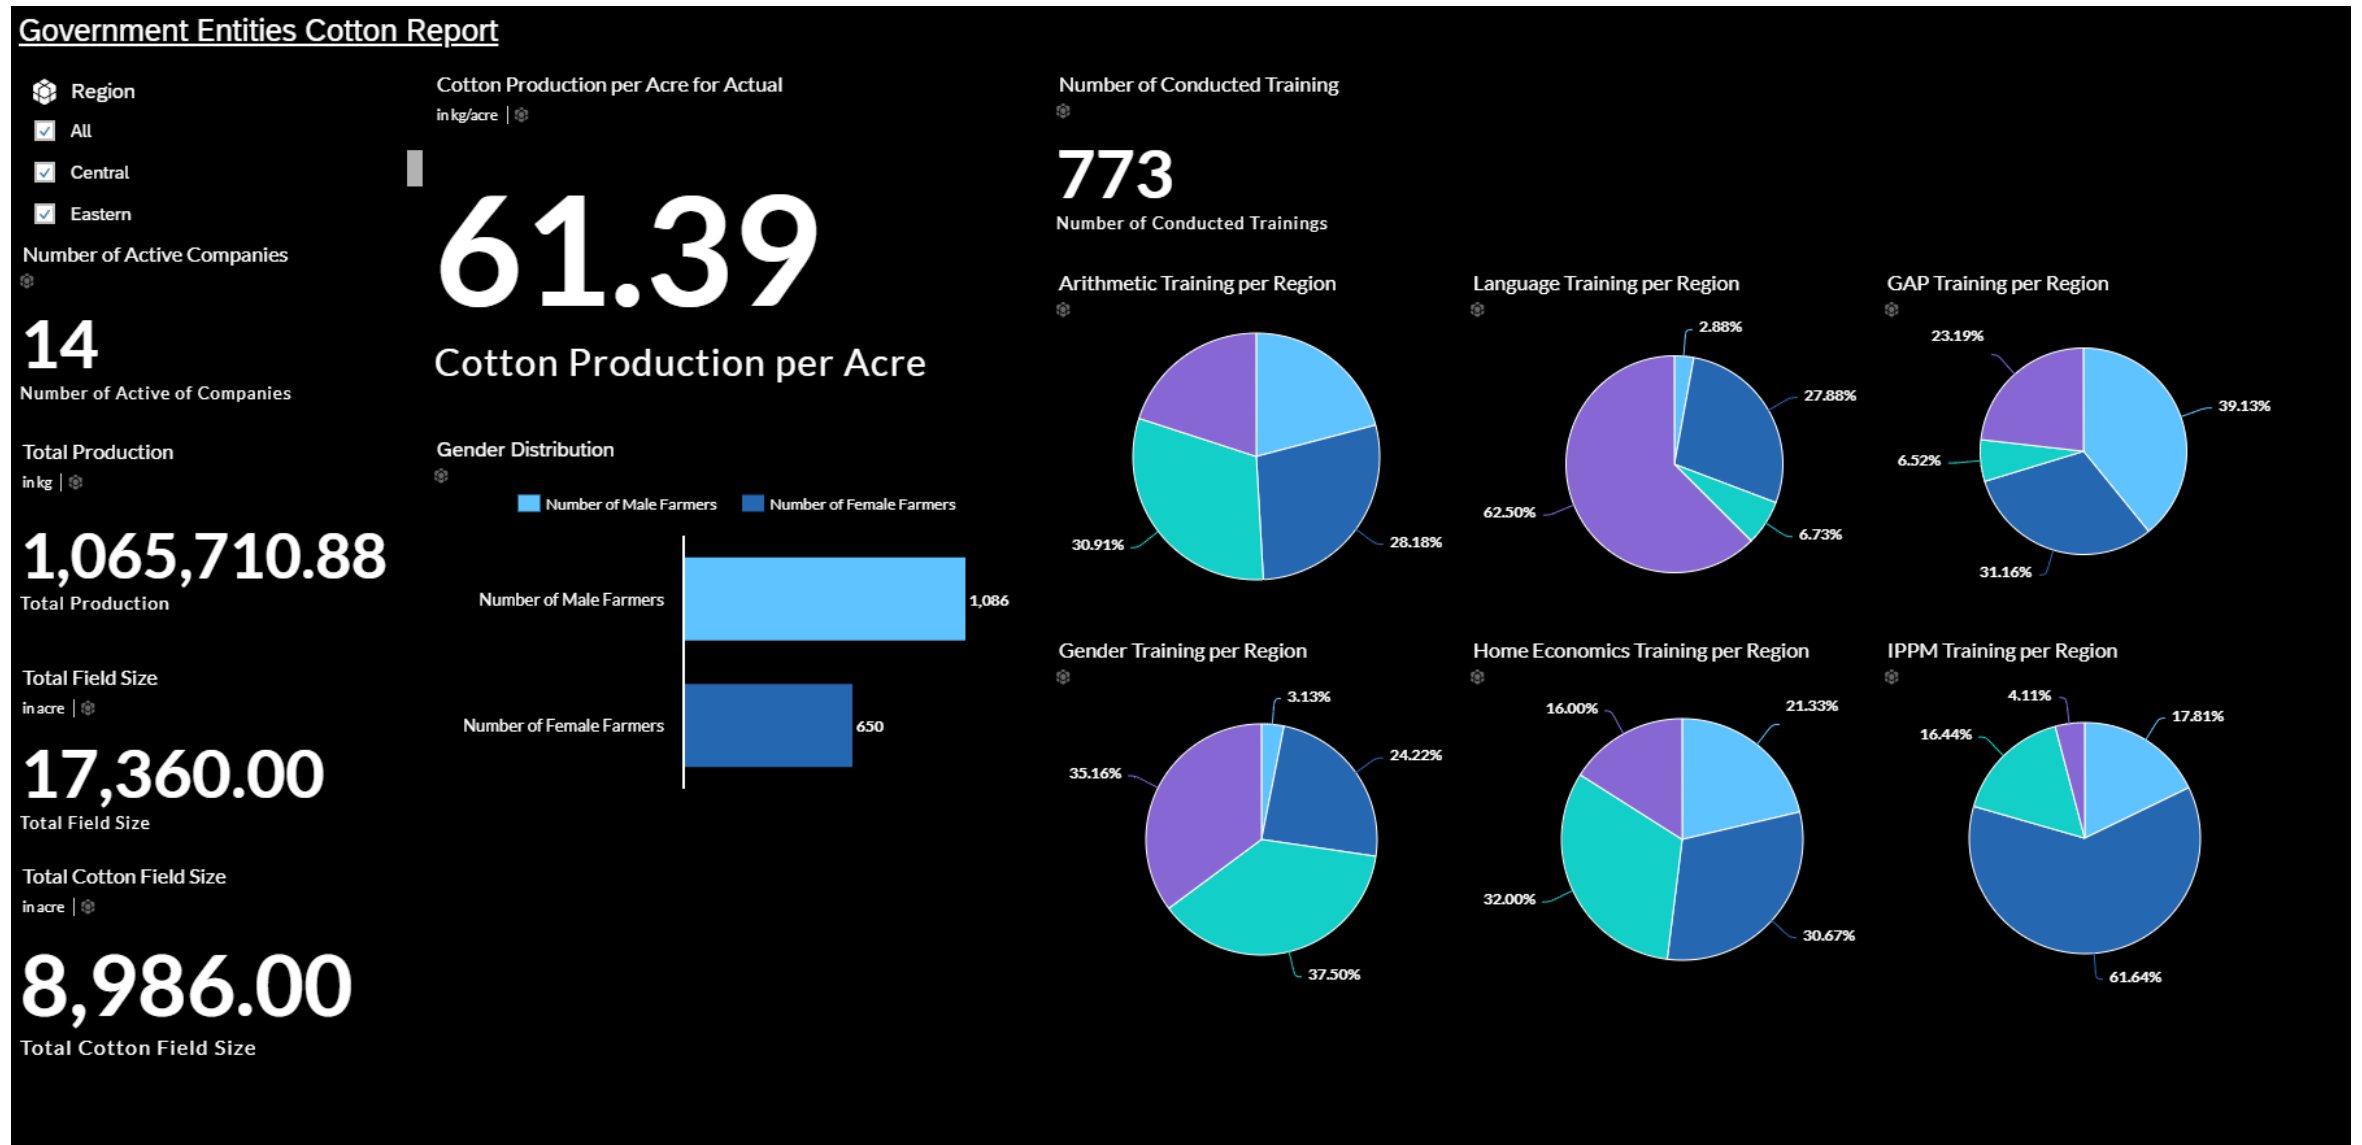 Government Entities Cotton Report
Region
All
Central
Eastern
Number of Active Companies
14
Number of Active of Companies
Total Production
in kg
1,065,710.88
Total Production
Total Field Size
in acre
17,360.00
Total Field Size
Total Cotton Field Size
in acre
8,986.00
Total Cotton Field Size
Cotton Production per Acre for Actual
in kg/acre
61.39
Cotton Production per Acre
Gender Distribution
Number of Male Farmers
Number of Female Farmers
Number of Male Farmers
1,086
Number of Female Farmers
650
Number of Conducted Training
773
Number of Conducted Trainings
Arithmetic Training per Region
30.91%
28.18%
Language Training per Region
2.88%
27.88%
62.50%
6.73%
GAP Training per Region
23.19%
39.13%
6.52%
31.16%
Gender Training per Region
3.13%
24.22%
35.16%
37.50%
Home Economics Training per Region
16.00%
21.33%
32.00%
30.67%
IPPM Training per Region
4.11%
17.81%
16.44%
61.64%